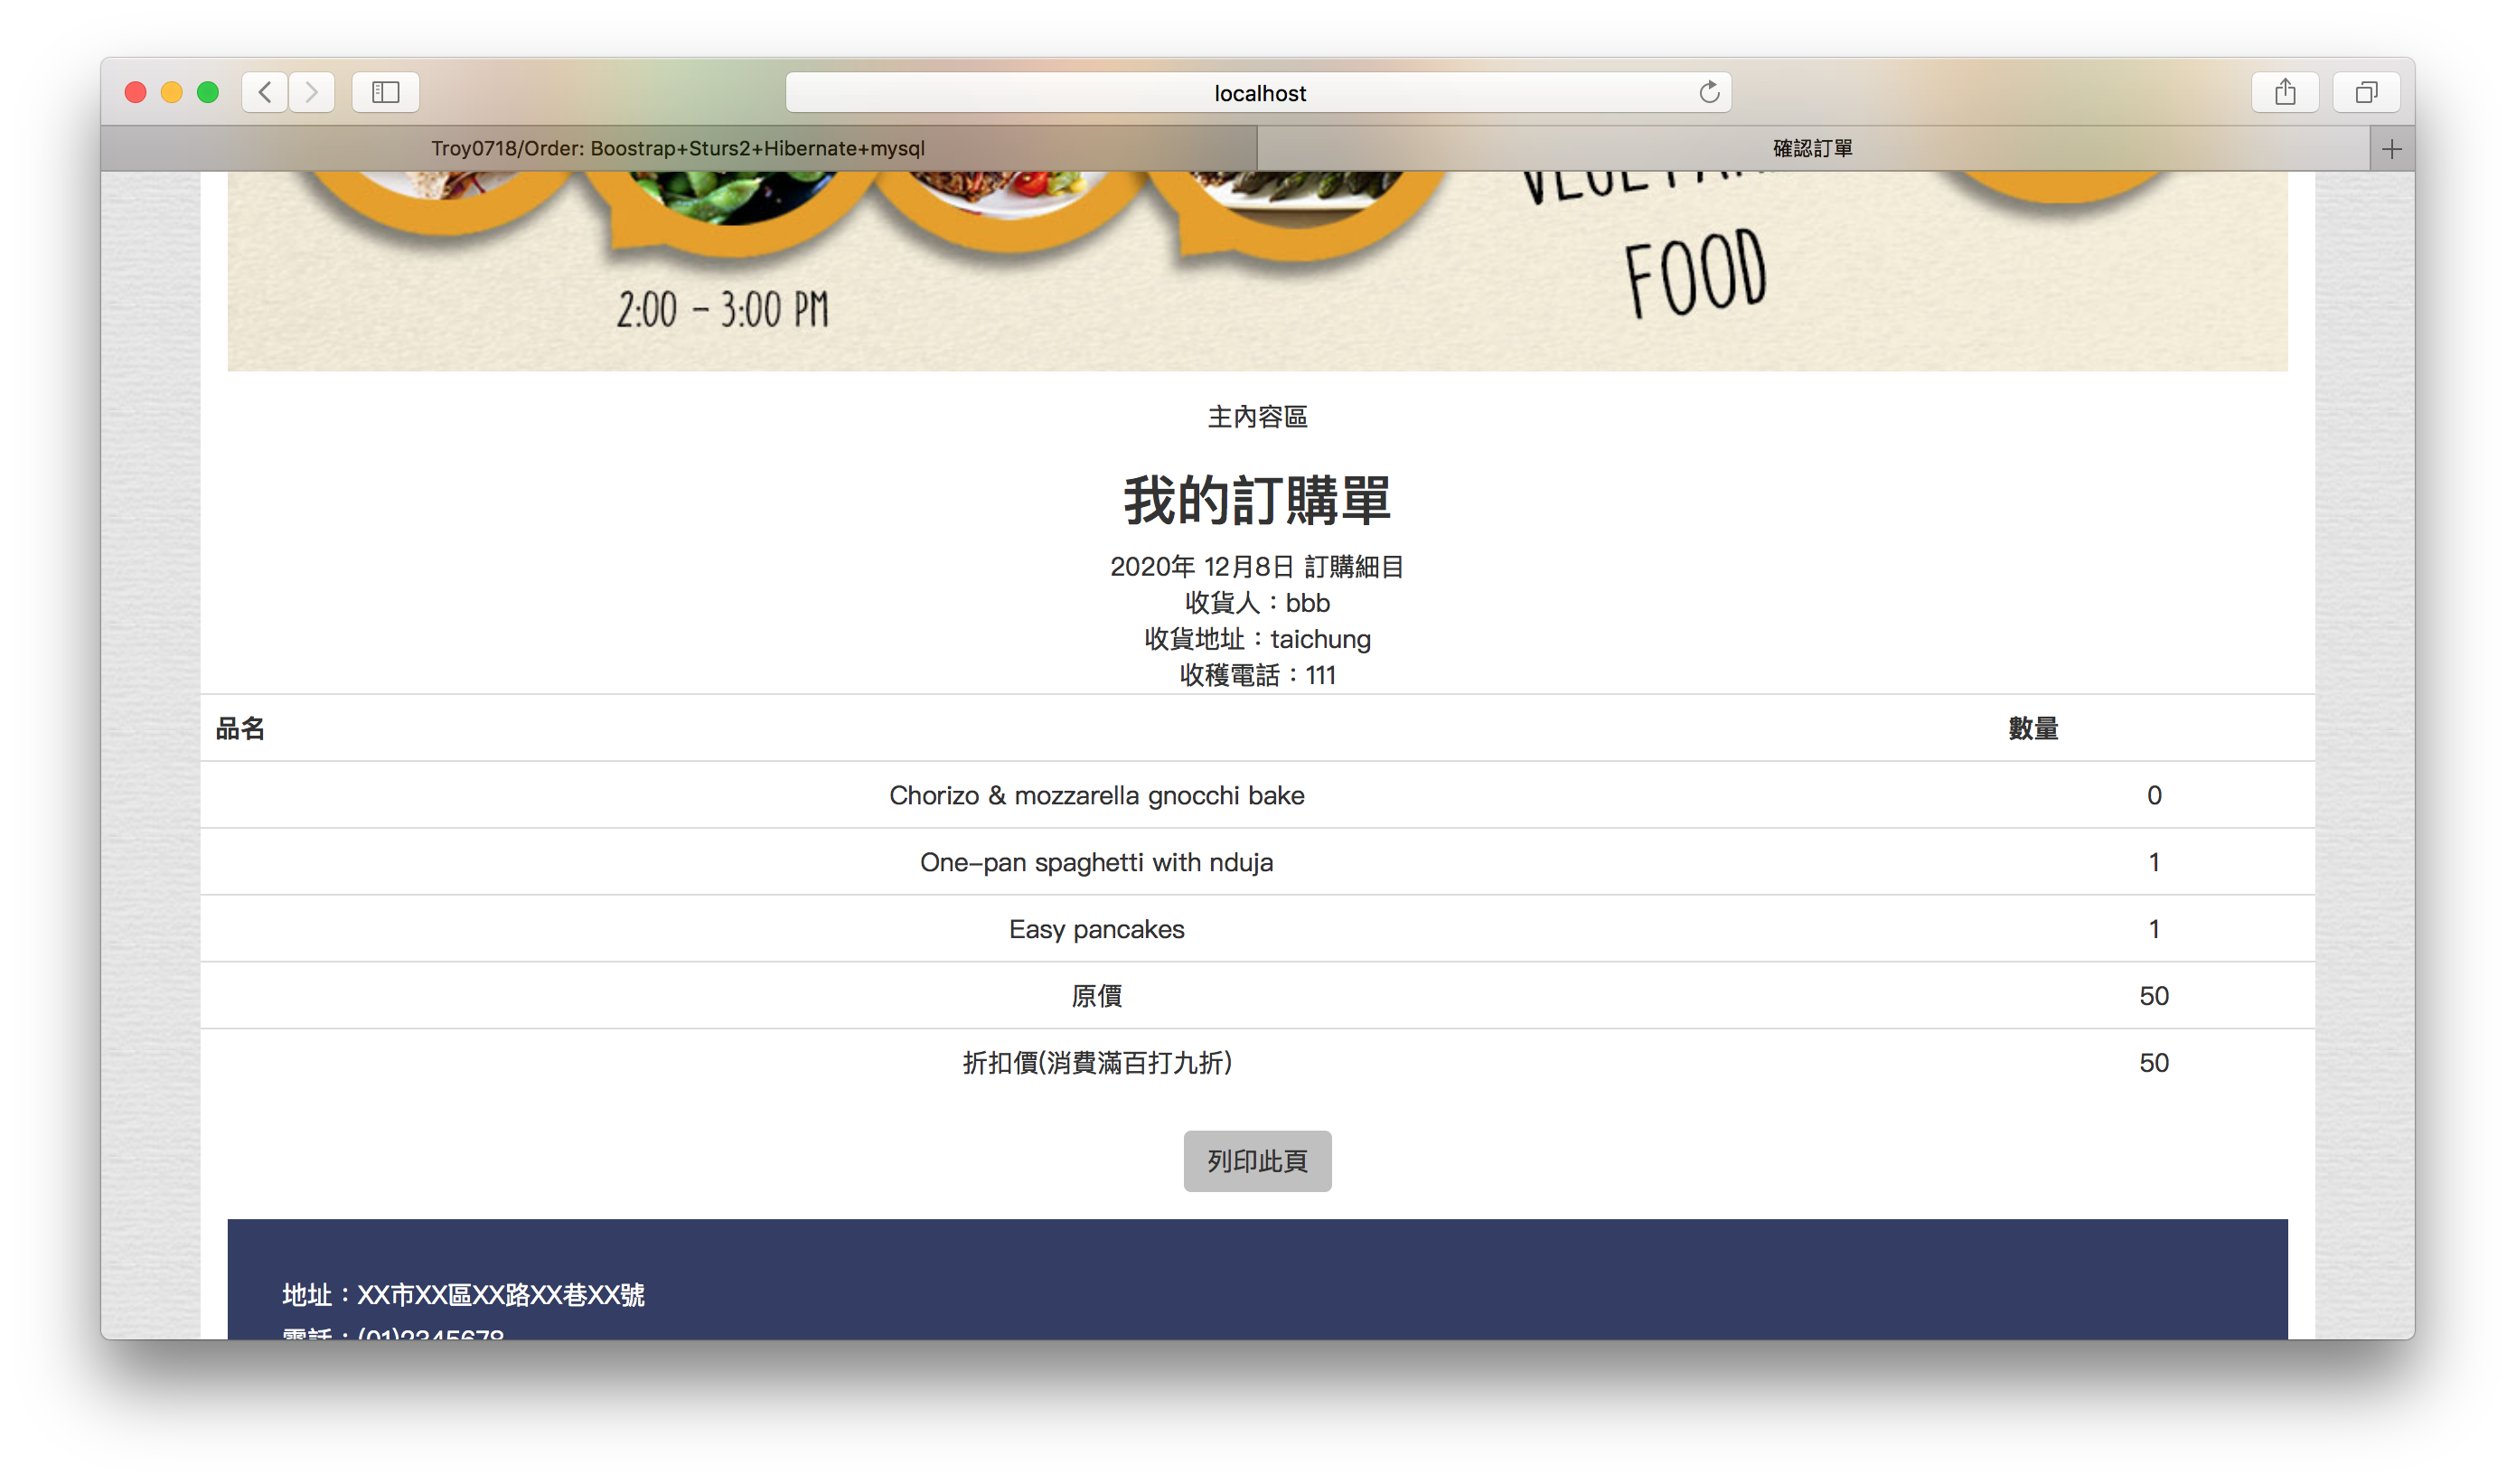 localhost
Troy0718/Order: Boostrap+Sturs2+Hibernate+mysql
確認訂單
FOOD
2:00 – 3:00 PM
主內容區
我的訂購單
2020年 12月8日 訂購細目
收貨人：bbb
收貨地址：taichung
收穫電話：111
品名 數量
Chorizo & mozzarella gnocchi bake 0
One-pan spaghetti with nduja 1
Easy pancakes 1
原價 50
折扣價(消費滿百打九折) 50
列印此頁
地址：XX市XX區XX路XX巷XX號
電話：(01)2345678